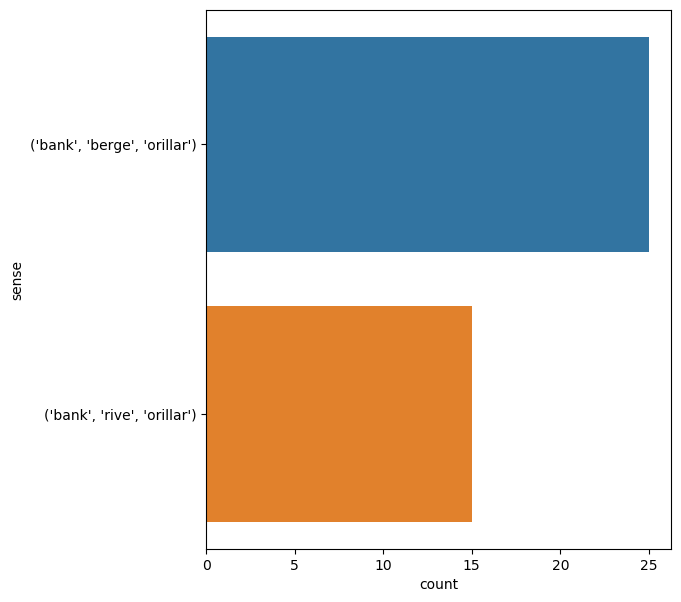 sense
('bank', 'berge', 'orillar')
('bank', 'rive', 'orillar')
0 5 10 15 20 25
count